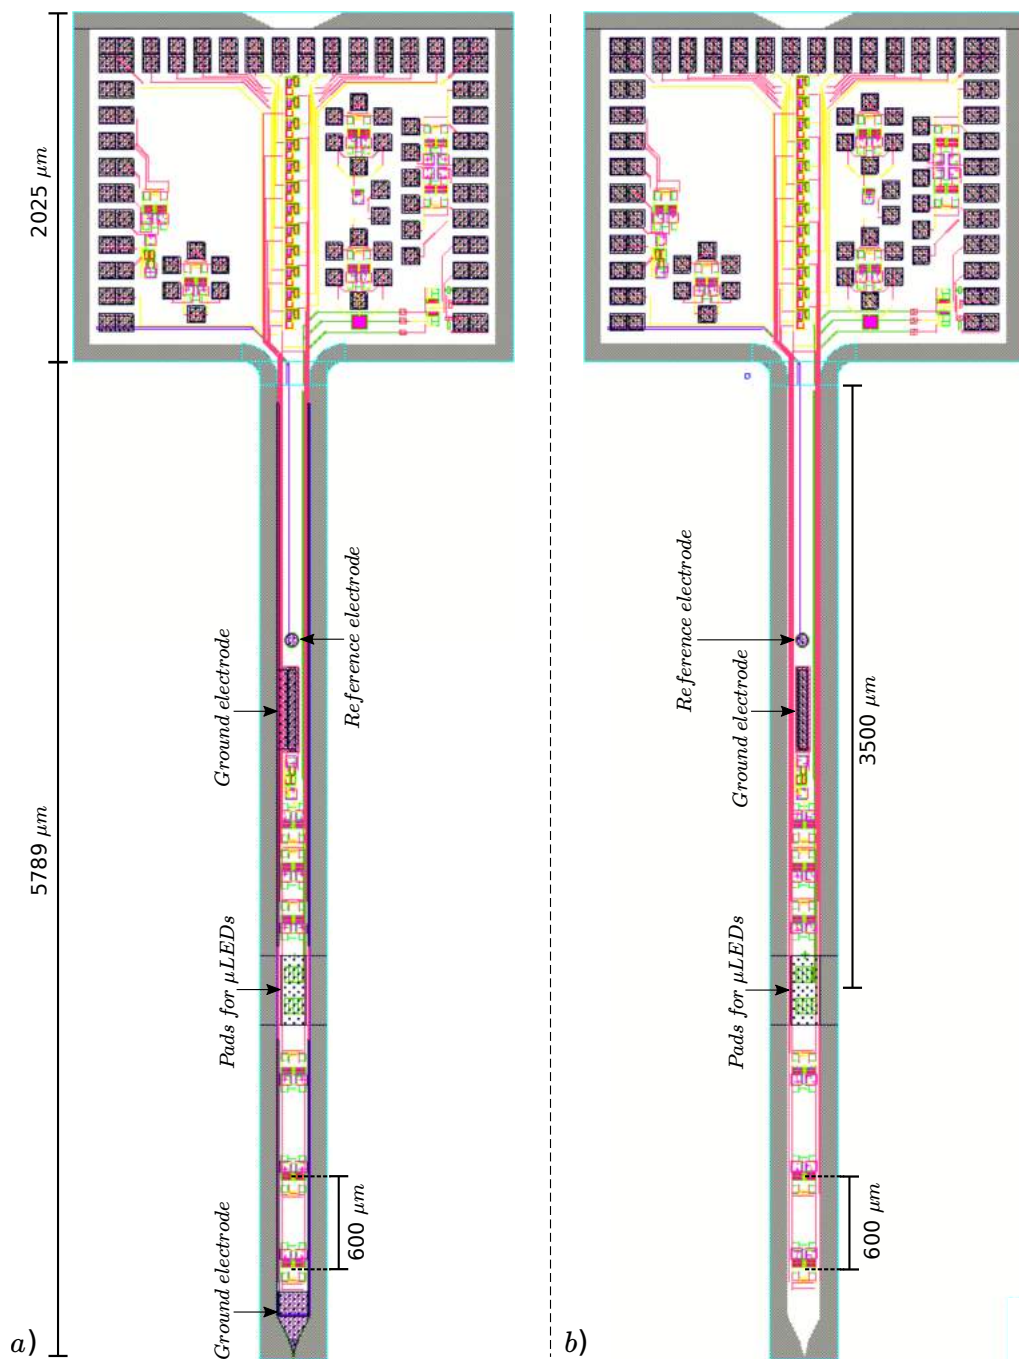 2025 μm
5789 μm
Ground electrode
Reference electrode
Pads for μLEDs
600 μm
Ground electrode
a)
Reference electrode
Ground electrode
3500 μm
Pads for μLEDs
600 μm
b)